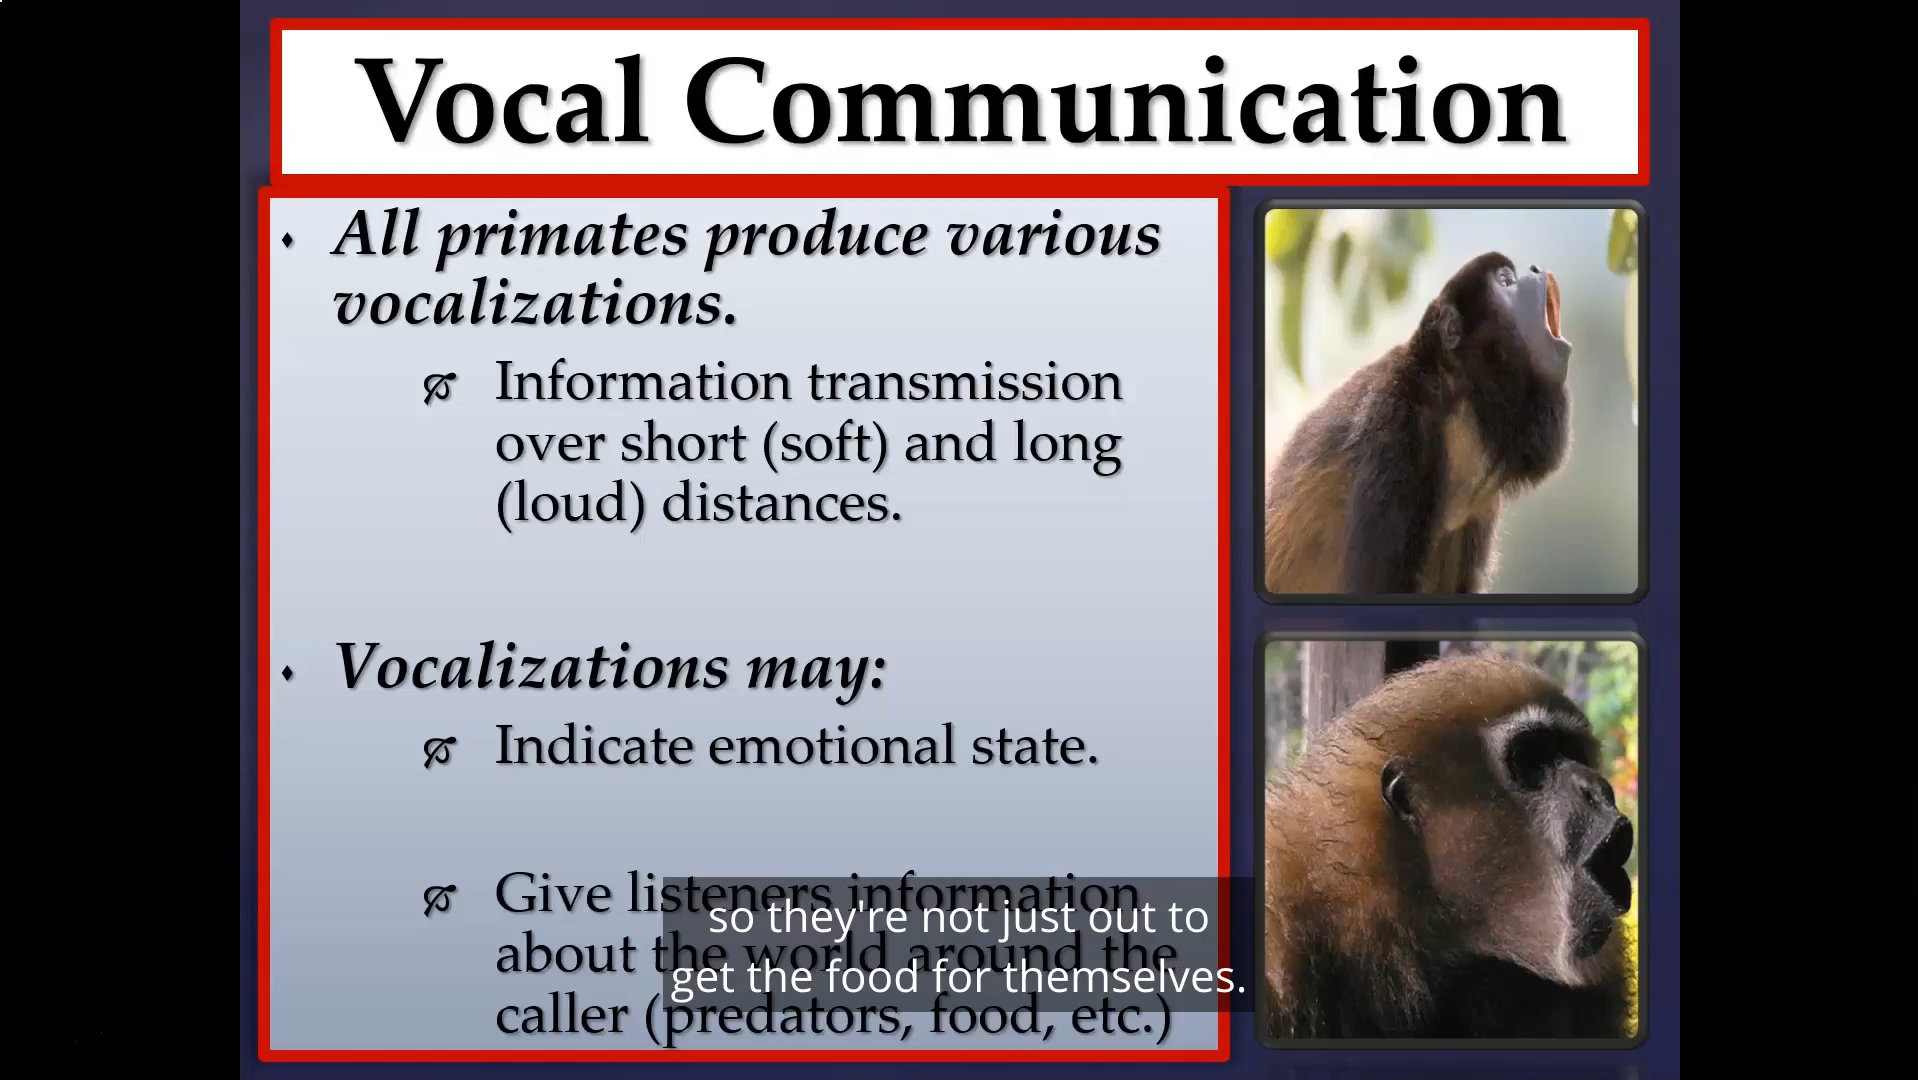 Vocal Communication
All primates produce various
vocalizations.
Information transmission
over short (soft) and long
(loud) distances.
Vocalizations may:
Indicate emotional state.
Give listeners information
about the world around the
caller (predators, food, etc.)
so they're not just out to
get the food for themselves.